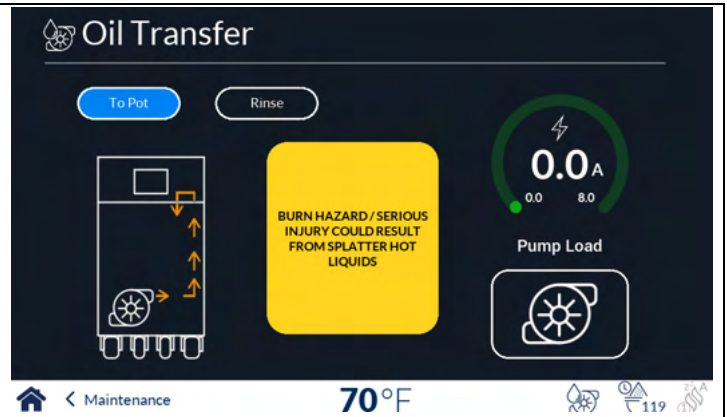 Oil Transfer
To Pot
Rinse
BURN HAZARD / SERIOUS
INJURY COULD RESULT
FROM SPLATTER HOT
LIQUIDS
0.0 A
0.0 8.0
Pump Load
< Maintenance
70°F
119